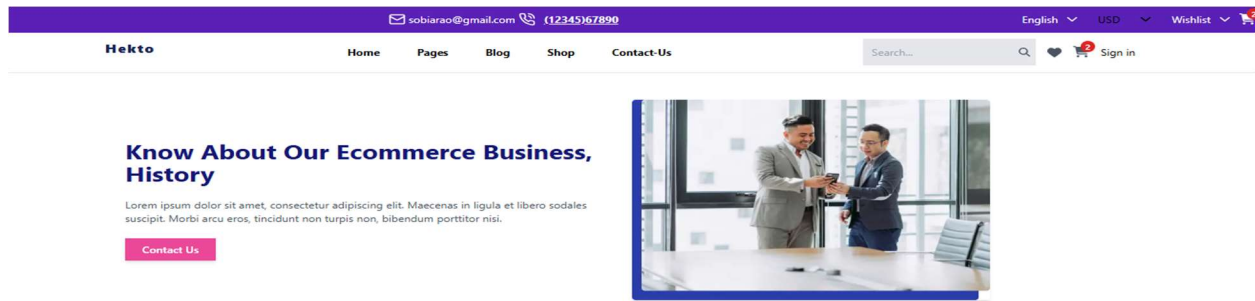 sobiarao@gmail.com (12345)67890 English USD Wishlist 2
Hekto Home Pages Blog Shop Contact-Us Search... 2 Sign in
Know About Our Ecommerce Business,
History
Lorem ipsum dolor sit amet, consectetur adipiscing elit. Maecenas in ligula et libero sodales
suscipit. Morbi arcu eros, tincidunt non turpis non, bibendum porttitor nisi.
Contact Us